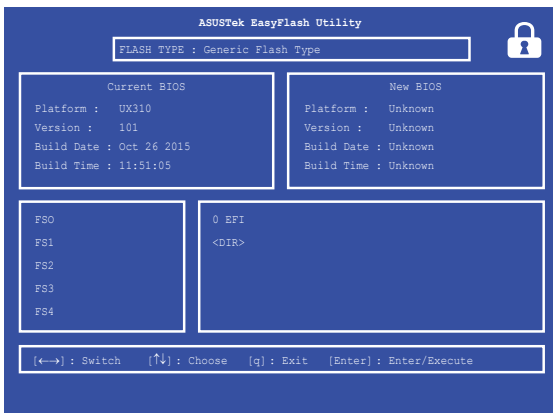 ASUSTek EasyFlash Utility
FLASH TYPE : Generic Flash Type
Current BIOS
Platform : UX310
Version : 101
Build Date : Oct 26 2015
Build Time : 11:51:05
New BIOS
Platform : Unknown
Version : Unknown
Build Date : Unknown
Build Time : Unknown
FSO
FS1
FS2
FS3
FS4
0 EFI
<DIR>
[←→] : Switch [↑↓] : Choose [q] : Exit [Enter] : Enter/Execute